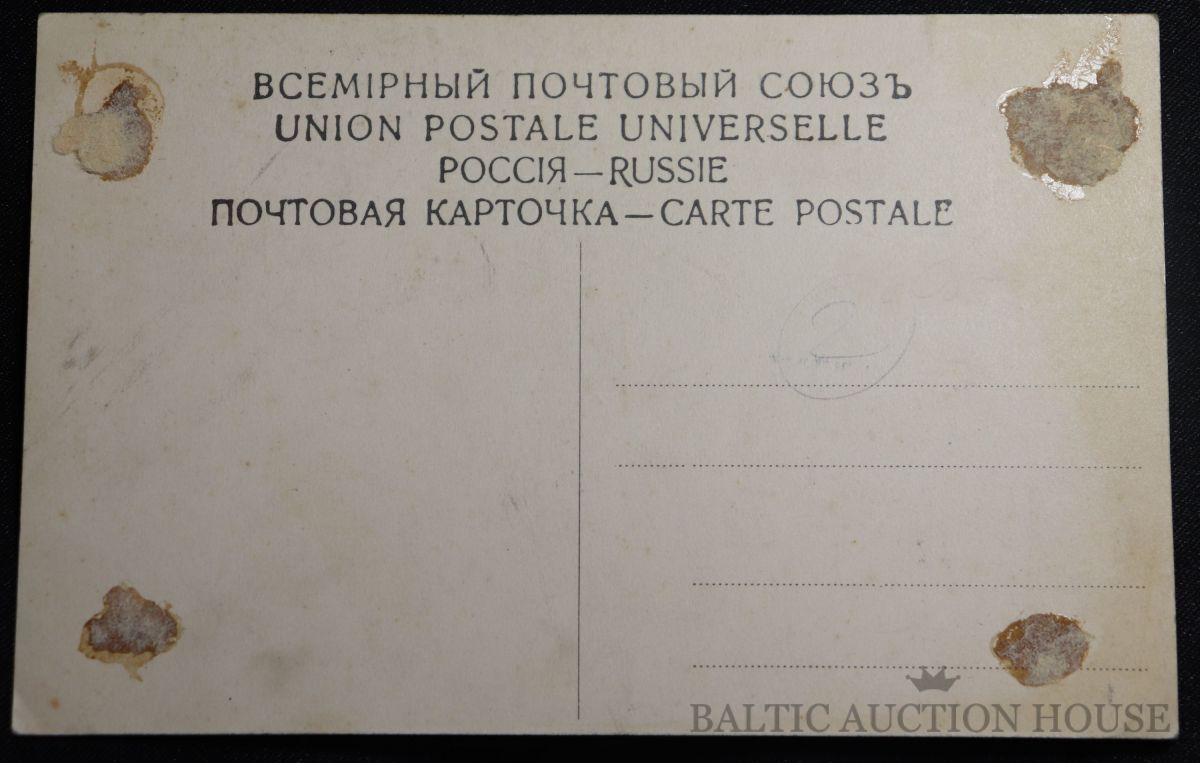 ВСЕМІРНЫЙ ПОЧТОВЫЙ СОЮЗЪ
UNION POSTALE UNIVERSELLE
РОССІЯ—RUSSIE
ПОЧТОВАЯ КАРТОЧКА—CARTE POSTALE
2
BALTIC AUCTION HOUSE